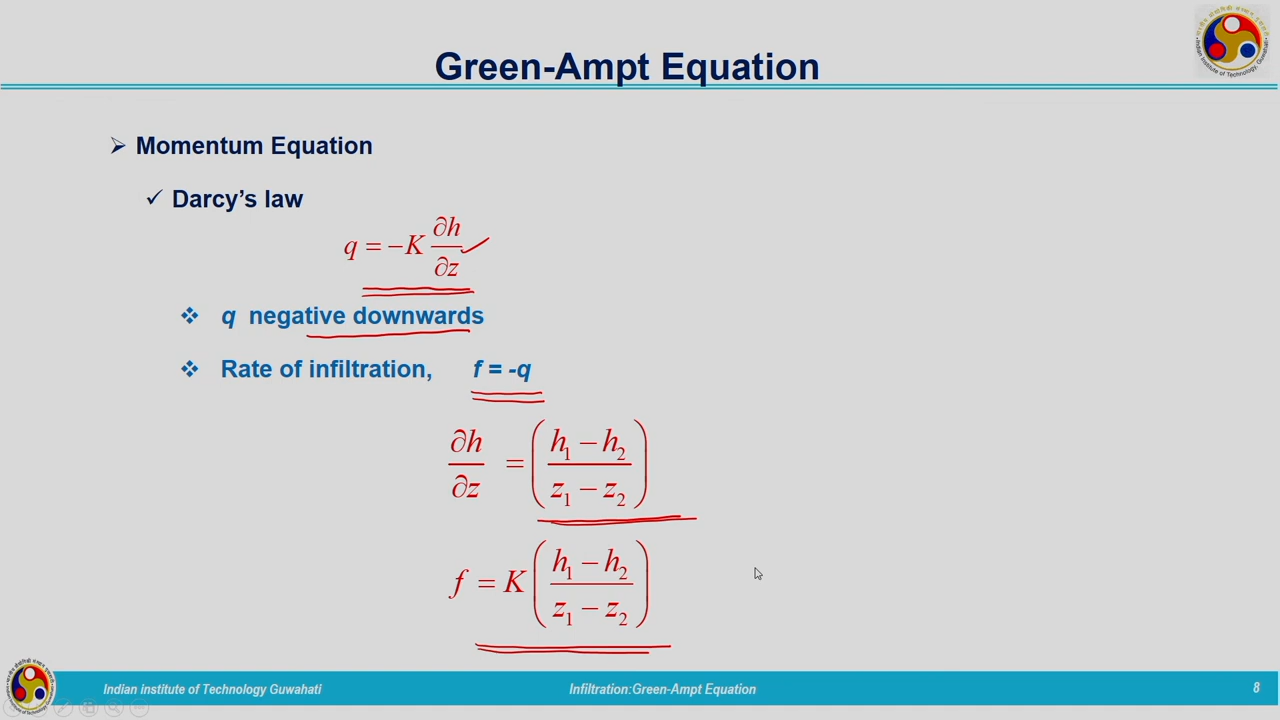 Green-Ampt Equation
Momentum Equation
Darcy's law
q = −K ∂h/∂z
q negative downwards
Rate of infiltration, f = -q
∂h/∂z = (h₁ − h₂ / z₁ − z₂)
f = K (h₁ − h₂ / z₁ − z₂)
Indian institute of Technology Guwahati
Infiltration:Green-Ampt Equation
8